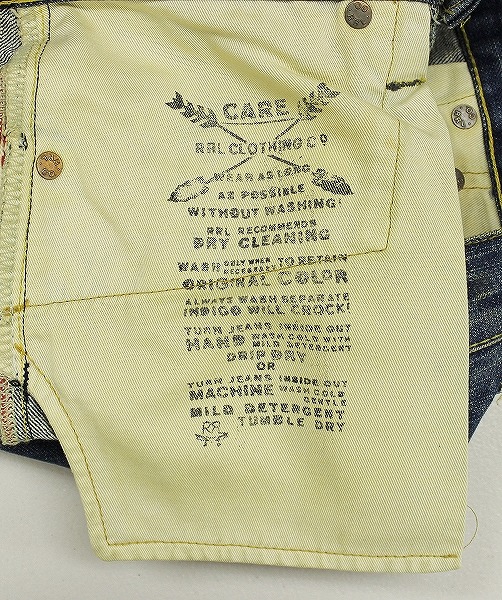 CARE
RRL CLOTHING Cº
WEAR AS LONG
AS POSSIBLE
WITHOUT WASHING!
RRL RECOMMENDS
DRY CLEANING
WASH ONLY WHEN NECESSARY TO RETAIN
ORIGINAL COLOR
ALWAYS WASH SEPARATE
INDIGO WILL CROCK!
TURN JEANS INSIDE OUT
HAND WASH COLD WITH MILD DETERGENT
DRIP DRY
OR
TURN JEANS INSIDE OUT
MACHINE WASH COLD GENTLE
MILD DETERGENT
TUMBLE DRY